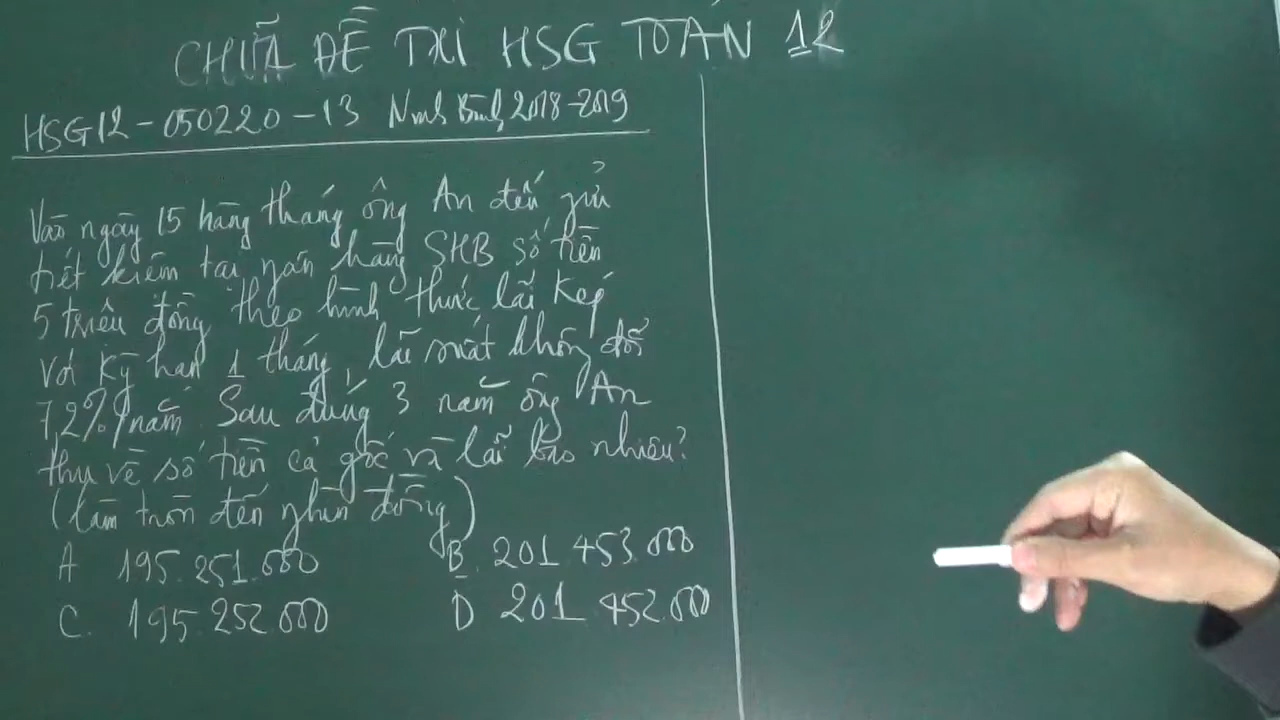 CHỮA ĐỀ THI HSG TOÁN 12
HSG12-050220-13 Ninh Bình 2018-2019
Vào ngày 15 hàng tháng ông An đến gửi
tiết kiệm tại ngân hàng SHB số tiền
5 triệu đồng theo hình thức lãi kép
với kỳ hạn 1 tháng, lãi suất không đổi
7,2%/năm. Sau đúng 3 năm ông An
thu về số tiền cả gốc và lãi bao nhiêu?
(làm tròn đến nghìn đồng)
A 195.251.000 B. 201 453.000
C. 195.252.000 D 201 452.000